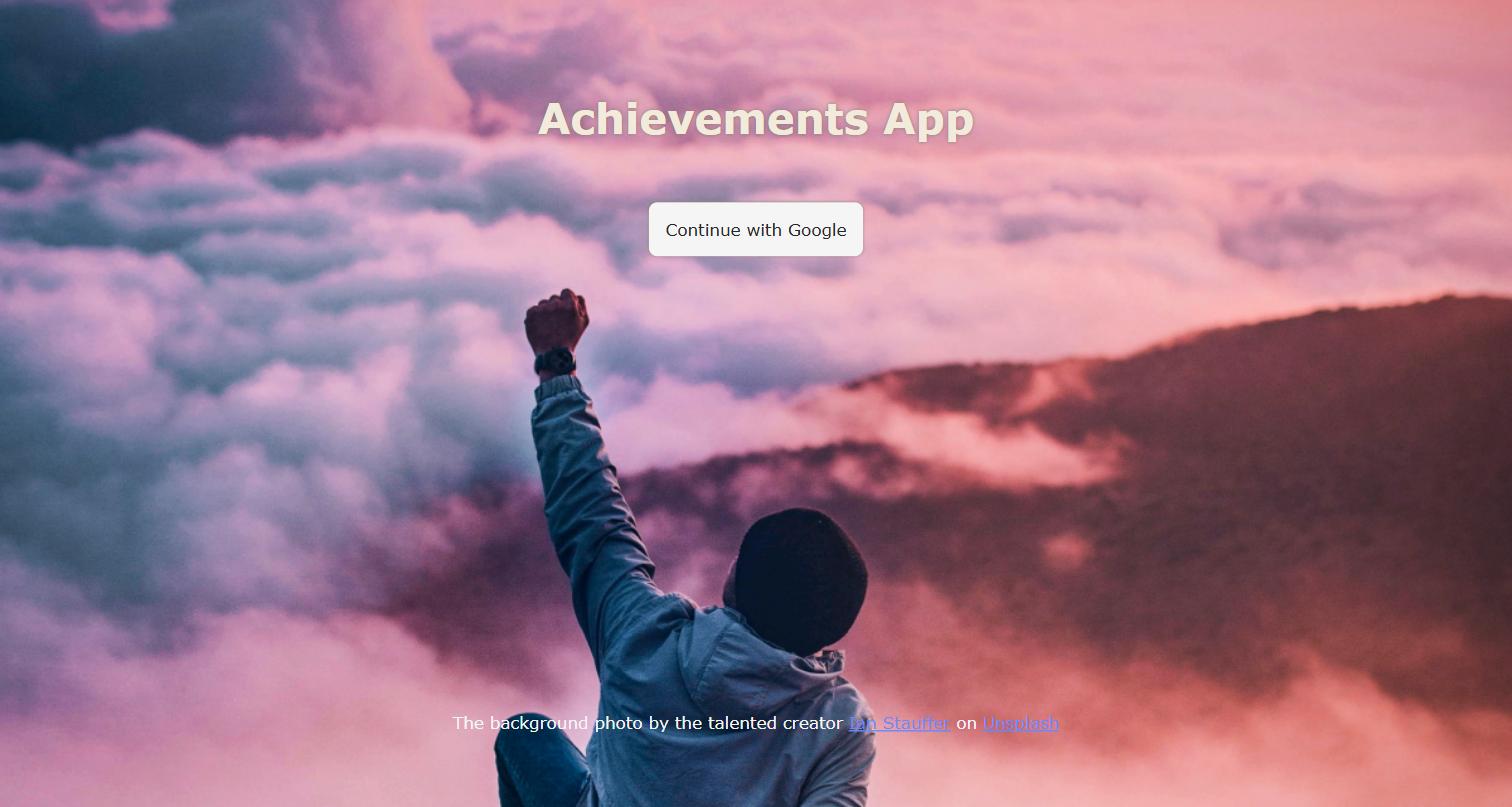 Achievements App
Continue with Google
The background photo by the talented creator Ian Stauffer on Unsplash